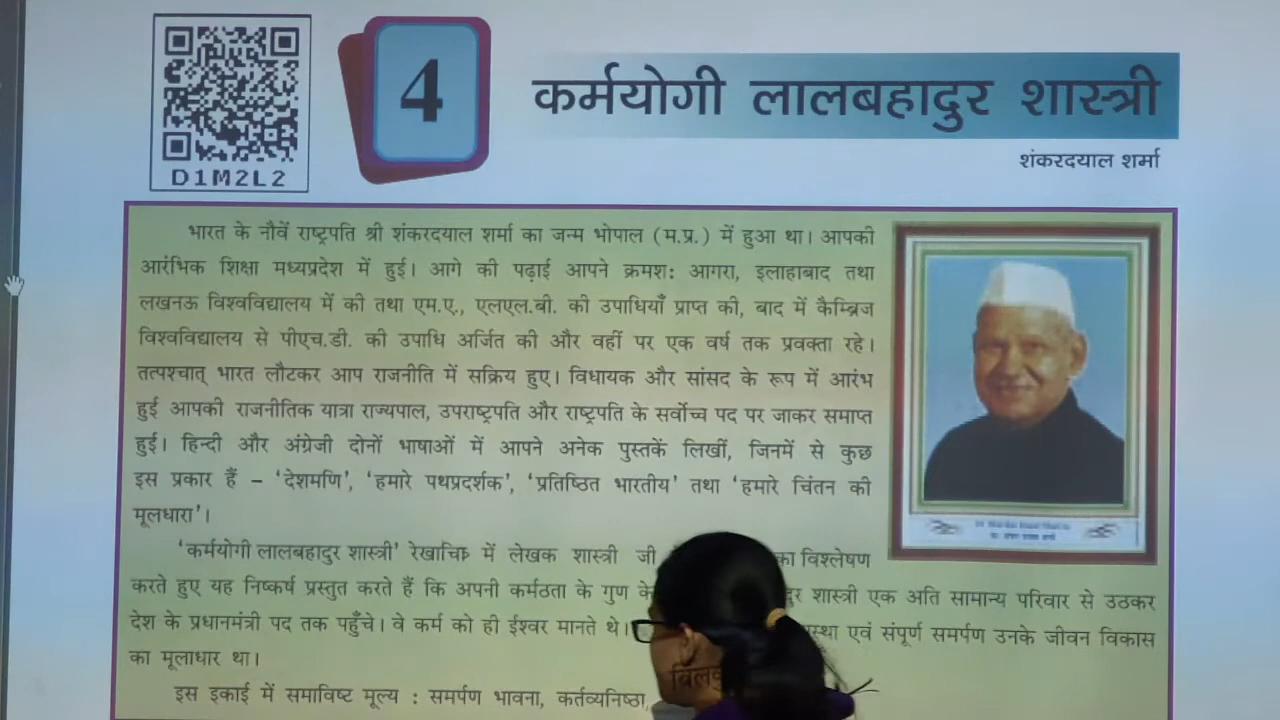 4
कर्मयोगी लालबहादुर शास्त्री
शंकरदयाल शर्मा
D1M2L2
भारत के नौवें राष्ट्रपति श्री शंकरदयाल शर्मा का जन्म भोपाल (म.प्र.) में हुआ था। आपकी
आरंभिक शिक्षा मध्यप्रदेश में हुई। आगे की पढ़ाई आपने क्रमशः आगरा, इलाहाबाद तथा
लखनऊ विश्वविद्यालय में की तथा एम.ए., एलएल.बी. की उपाधियाँ प्राप्त की, बाद में कैम्ब्रिज
विश्वविद्यालय से पीएच.डी. की उपाधि अर्जित की और वहीं पर एक वर्ष तक प्रवक्ता रहे।
तत्पश्चात् भारत लौटकर आप राजनीति में सक्रिय हुए। विधायक और सांसद के रूप में आरंभ
हुई आपकी राजनीतिक यात्रा राज्यपाल, उपराष्ट्रपति और राष्ट्रपति के सर्वोच्च पद पर जाकर समाप्त
हुई। हिन्दी और अंग्रेजी दोनों भाषाओं में आपने अनेक पुस्तकें लिखीं, जिनमें से कुछ
इस प्रकार हैं – ‘देशमणि’, ‘हमारे पथप्रदर्शक’, ‘प्रतिष्ठित भारतीय’ तथा ‘हमारे चिंतन की
मूलधारा’।
‘कर्मयोगी लालबहादुर शास्त्री’ में लेखक शास्त्री जी का विश्लेषण
करते हुए यह निष्कर्ष प्रस्तुत करते हैं कि अपनी कर्मठता के गुण के शास्त्री एक अति सामान्य परिवार से उठकर
देश के प्रधानमंत्री पद तक पहुँचे। वे कर्म को ही ईश्वर मानते थे। एवं संपूर्ण समर्पण उनके जीवन विकास
का मूलाधार था।
इस इकाई में समाविष्ट मूल्य : समर्पण भावना, कर्तव्यनिष्ठा,